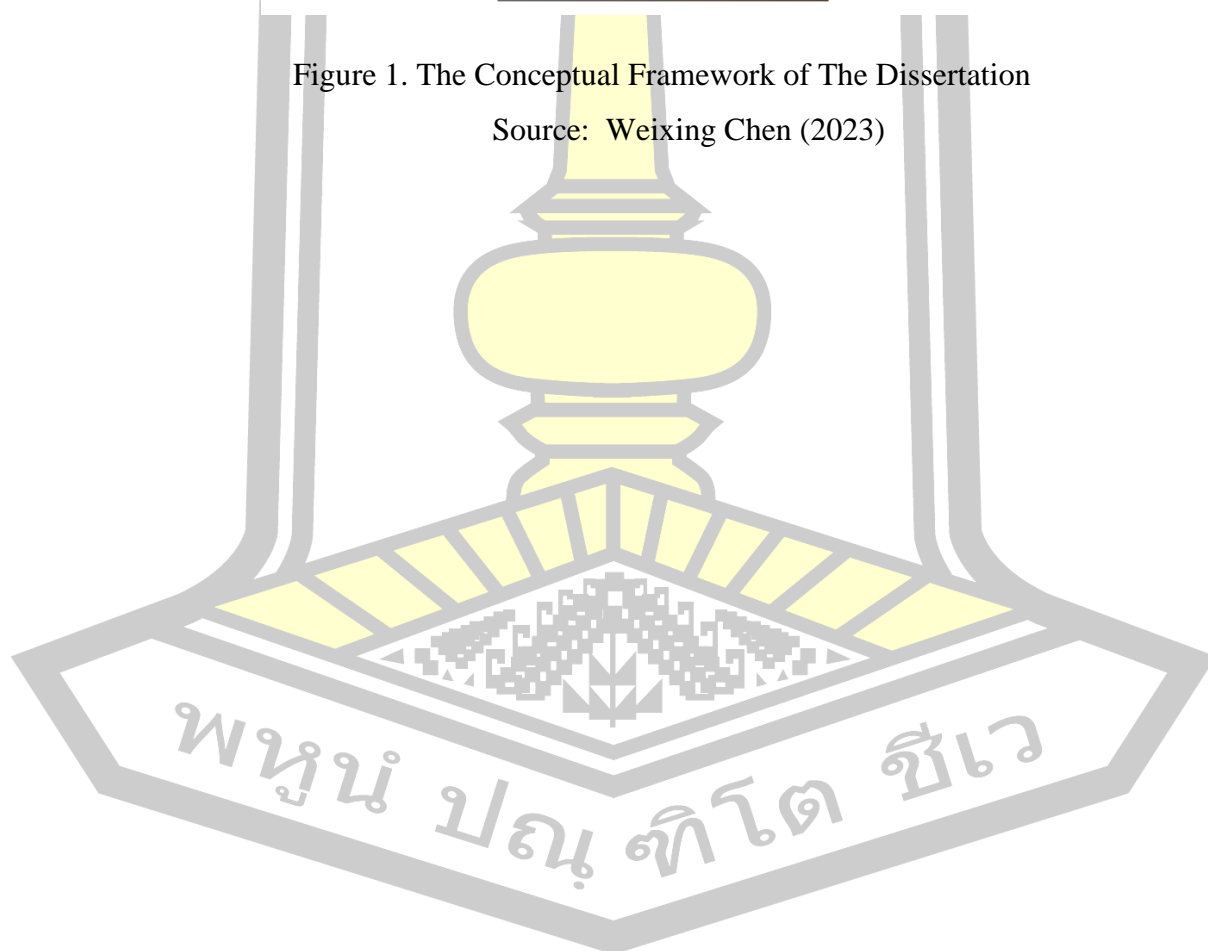 Figure 1. The Conceptual Framework of The Dissertation
Source: Weixing Chen (2023)
พหูนํ ปณฺฑิโต ชีเว